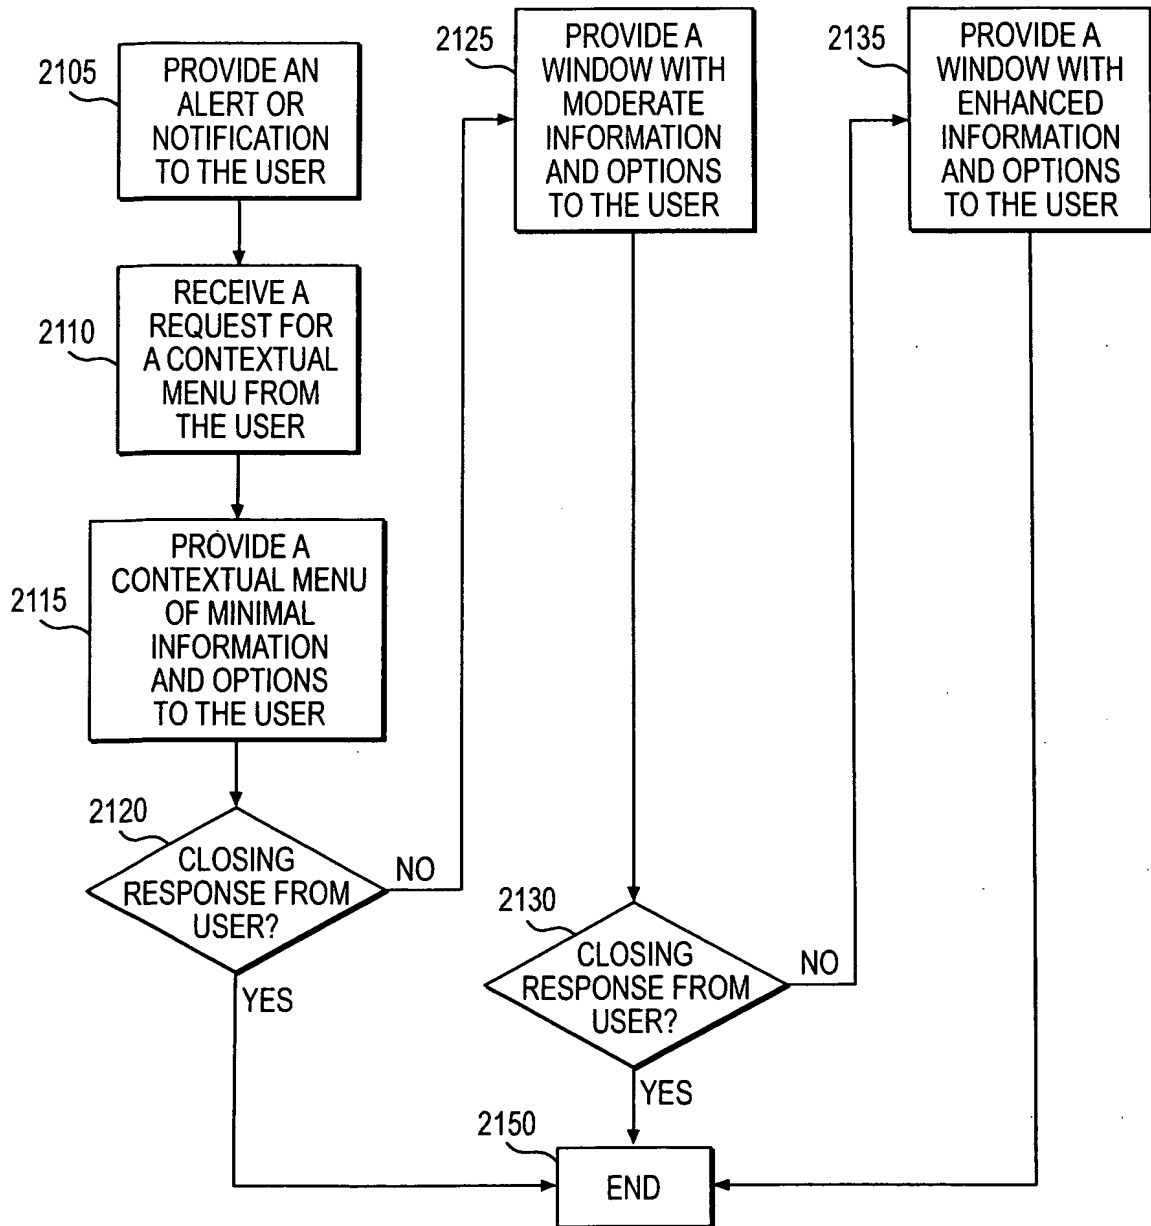 2105
PROVIDE AN
ALERT OR
NOTIFICATION
TO THE USER
2110
RECEIVE A
REQUEST FOR
A CONTEXTUAL
MENU FROM
THE USER
2115
PROVIDE A
CONTEXTUAL MENU
OF MINIMAL
INFORMATION
AND OPTIONS
TO THE USER
2120
CLOSING
RESPONSE FROM
USER?
NO
YES
2125
PROVIDE A
WINDOW WITH
MODERATE
INFORMATION
AND OPTIONS
TO THE USER
2130
CLOSING
RESPONSE FROM
USER?
NO
YES
2135
PROVIDE A
WINDOW WITH
ENHANCED
INFORMATION
AND OPTIONS
TO THE USER
2150
END